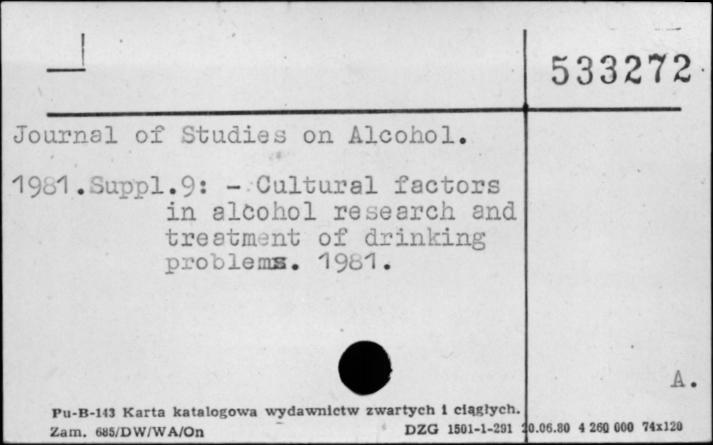 533272
Journal of Studies on Alcohol.
1981.Suppl.9: - Cultural factors
in alcohol research and
treatment of drinking
problems. 1981.
A.
Pu-B-143 Karta katalogowa wydawnictw zwartych i ciągłych.
Zam. 685/DW/WA/On DZG 1501-1-291 20.06.80 4 260 000 74x120